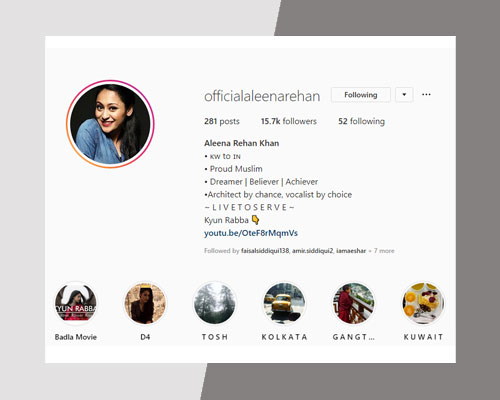 officialaleenarehan Following
281 posts 15.7k followers 52 following
Aleena Rehan Khan
• ᴋᴡ to ɪɴ
• Proud Muslim
• Dreamer | Believer | Achiever
•Architect by chance, vocalist by choice
~ L I V E T O S E R V E ~
Kyun Rabba 👇
youtu.be/OteF8rMqmVs
Followed by faisalsiddiqui138, amir.siddiqui2, iamaeshar + 7 more
KYUN RABBA
Badla Movie D4 T O S H K O L K A T A G A N G T ... K U W A I T